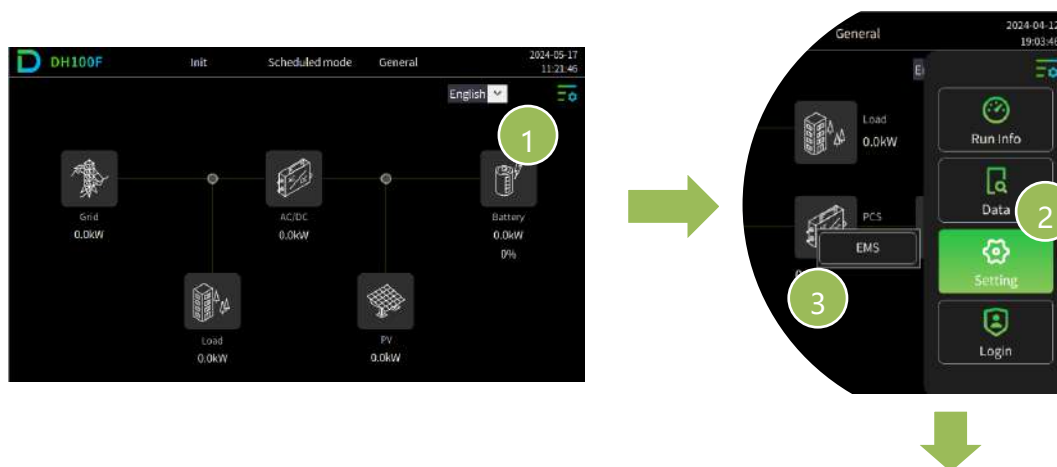 DH100F Init Scheduled mode General 2024-05-17
11:21:46
English
1
Grid
0.0kW
AC/DC
0.0kW
Battery
0.0kW
0%
Load
0.0kW
PV
0.0kW
General 2024-04-12
19:03:46
Load
0.0kW
PCS
EMS
3
Run Info
Data
2
Setting
Login